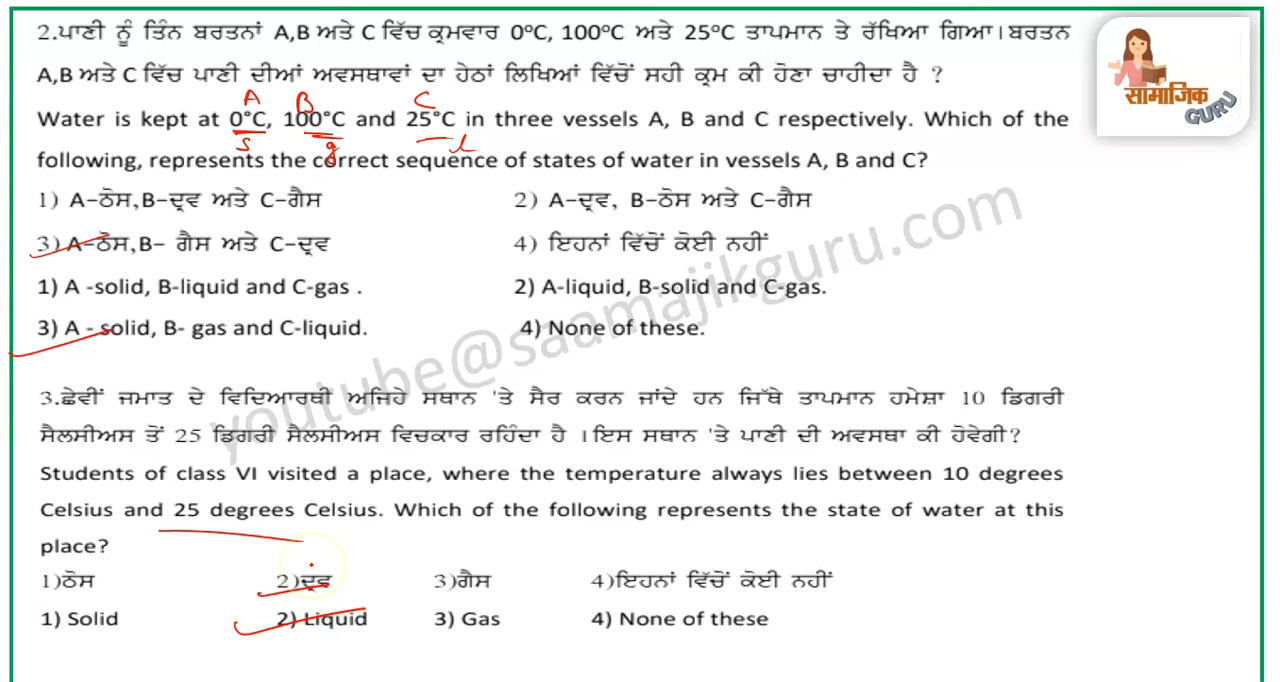 2.ਪਾਣੀ ਨੂੰ ਤਿੰਨ ਬਰਤਨਾਂ A,B ਅਤੇ C ਵਿੱਚ ਕ੍ਰਮਵਾਰ 0°C, 100°C ਅਤੇ 25°C ਤਾਪਮਾਨ ਤੇ ਰੱਖਿਆ ਗਿਆ। ਬਰਤਨ
A,B ਅਤੇ C ਵਿੱਚ ਪਾਣੀ ਦੀਆਂ ਅਵਸਥਾਵਾਂ ਦਾ ਹੇਠਾਂ ਲਿਖਿਆਂ ਵਿੱਚੋਂ ਸਹੀ ਕ੍ਰਮ ਕੀ ਹੋਣਾ ਚਾਹੀਦਾ ਹੈ ?
A B C
Water is kept at 0°C, 100°C and 25°C in three vessels A, B and C respectively. Which of the
s g l
following, represents the correct sequence of states of water in vessels A, B and C?
1) A-ਠੋਸ,B-ਦ੍ਰਵ ਅਤੇ C-ਗੈਸ 2) A-ਦ੍ਰਵ, B-ਠੋਸ ਅਤੇ C-ਗੈਸ
3) A-ਠੋਸ,B- ਗੈਸ ਅਤੇ C-ਦ੍ਰਵ 4) ਇਹਨਾਂ ਵਿੱਚੋਂ ਕੋਈ ਨਹੀਂ
1) A -solid, B-liquid and C-gas . 2) A-liquid, B-solid and C-gas.
3) A - solid, B- gas and C-liquid. 4) None of these.
3.ਛੇਵੀਂ ਜਮਾਤ ਦੇ ਵਿਦਿਆਰਥੀ ਅਜਿਹੇ ਸਥਾਨ 'ਤੇ ਸੈਰ ਕਰਨ ਜਾਂਦੇ ਹਨ ਜਿੱਥੇ ਤਾਪਮਾਨ ਹਮੇਸ਼ਾ 10 ਡਿਗਰੀ
ਸੈਲਸੀਅਸ ਤੋਂ 25 ਡਿਗਰੀ ਸੈਲਸੀਅਸ ਵਿਚਕਾਰ ਰਹਿੰਦਾ ਹੈ ।ਇਸ ਸਥਾਨ 'ਤੇ ਪਾਣੀ ਦੀ ਅਵਸਥਾ ਕੀ ਹੋਵੇਗੀ?
Students of class VI visited a place, where the temperature always lies between 10 degrees
Celsius and 25 degrees Celsius. Which of the following represents the state of water at this
place?
1)ਠੋਸ 2)ਦ੍ਰਵ 3)ਗੈਸ 4)ਇਹਨਾਂ ਵਿੱਚੋਂ ਕੋਈ ਨਹੀਂ
1) Solid 2) Liquid 3) Gas 4) None of these
सामाजिक
GURU
youtube@saamajikguru.com